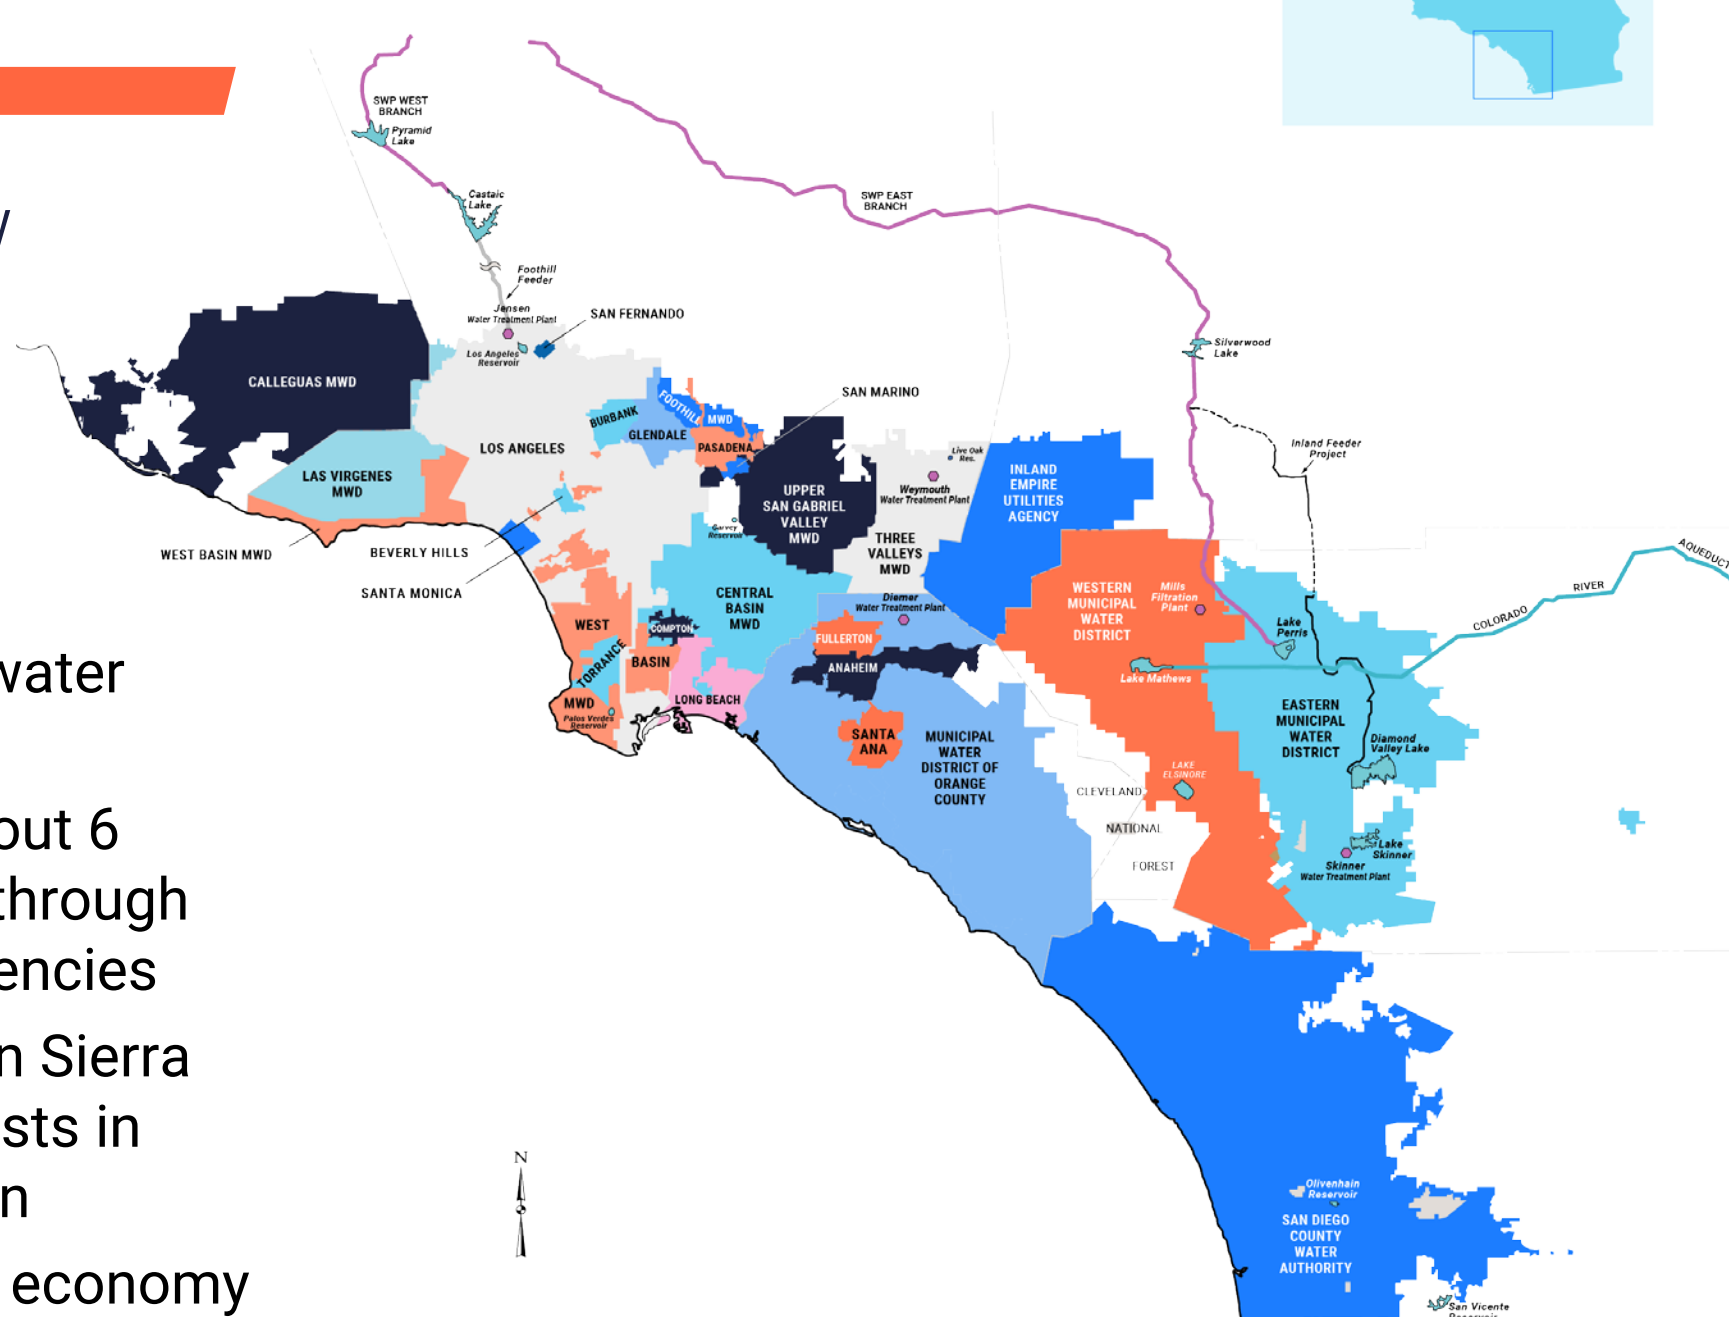 /
water
out 6
through
encies
n Sierra
sts in
n
economy
SWP WEST
BRANCH
Pyramid
Lake
Castaic
Lake
SWP EAST
BRANCH
Foothill
Feeder
Jensen
Water Treatment Plant
SAN FERNANDO
Los Angeles
Reservoir
Silverwood
Lake
CALLEGUAS MWD
SAN MARINO
FOOTHILL MWD
BURBANK
GLENDALE
PASADENA
LOS ANGELES
Inland Feeder
Project
Live Oak
Res.
Weymouth
Water Treatment Plant
INLAND
EMPIRE
UTILITIES
AGENCY
LAS VIRGENES
MWD
UPPER
SAN GABRIEL
VALLEY
MWD
Garvey
Reservoir
THREE
VALLEYS
MWD
WEST BASIN MWD
BEVERLY HILLS
SANTA MONICA
AQUEDUCT
RIVER
COLORADO
CENTRAL
BASIN
MWD
Diemer
Water Treatment Plant
WESTERN
MUNICIPAL
WATER
DISTRICT
Mills
Filtration
Plant
WEST
COMPTON
FULLERTON
Lake
Perris
TORRANCE
BASIN
ANAHEIM
Lake Mathews
MWD
LONG BEACH
Palos Verdes
Reservoir
SANTA
ANA
MUNICIPAL
WATER
DISTRICT OF
ORANGE
COUNTY
EASTERN
MUNICIPAL
WATER
DISTRICT
Diamond
Valley Lake
LAKE
ELSINORE
CLEVELAND
NATIONAL
FOREST
Lake
Skinner
Skinner
Water Treatment Plant
N
Olivenhain
Reservoir
SAN DIEGO
COUNTY
WATER
AUTHORITY
San Vicente